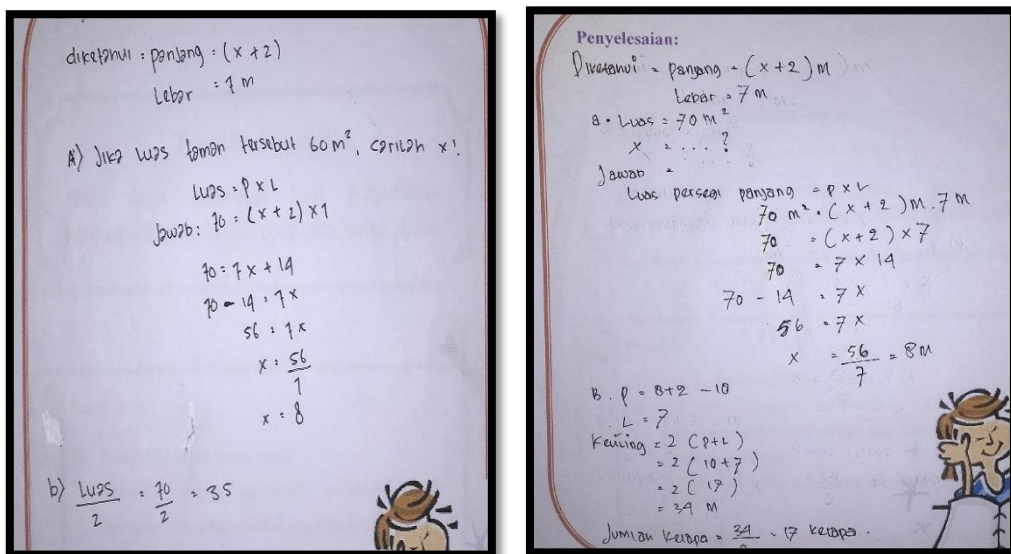 diketahui : panjang : (x + 2)
Lebar : 7 m
A) Jika luas taman tersebut 60 m², carilah x!
Luas = P x L
Jawab : 70 = (x + 2) x 7
70 = 7x + 14
70 - 14 = 7x
56 = 7x
x = 56/7
x = 8
b) Luas/2 = 70/2 = 35
Penyelesaian:
Diketahui = panjang = (x + 2) m
Lebar = 7 m
a. Luas = 70 m²
x = .... ?
Jawab =
Luas persegi panjang = p x L
70 m² = (x + 2) m . 7 m
70 = (x + 2) x 7
70 = 7 x 14
70 - 14 = 7x
56 = 7x
x = 56/7 = 8 m
B. p = 8+2 - 10
L = 7
Keliling = 2 (p+L)
= 2 (10+7)
= 2 (17)
= 34 M
Jumlah kelapa = 34/2 = 17 kelapa.